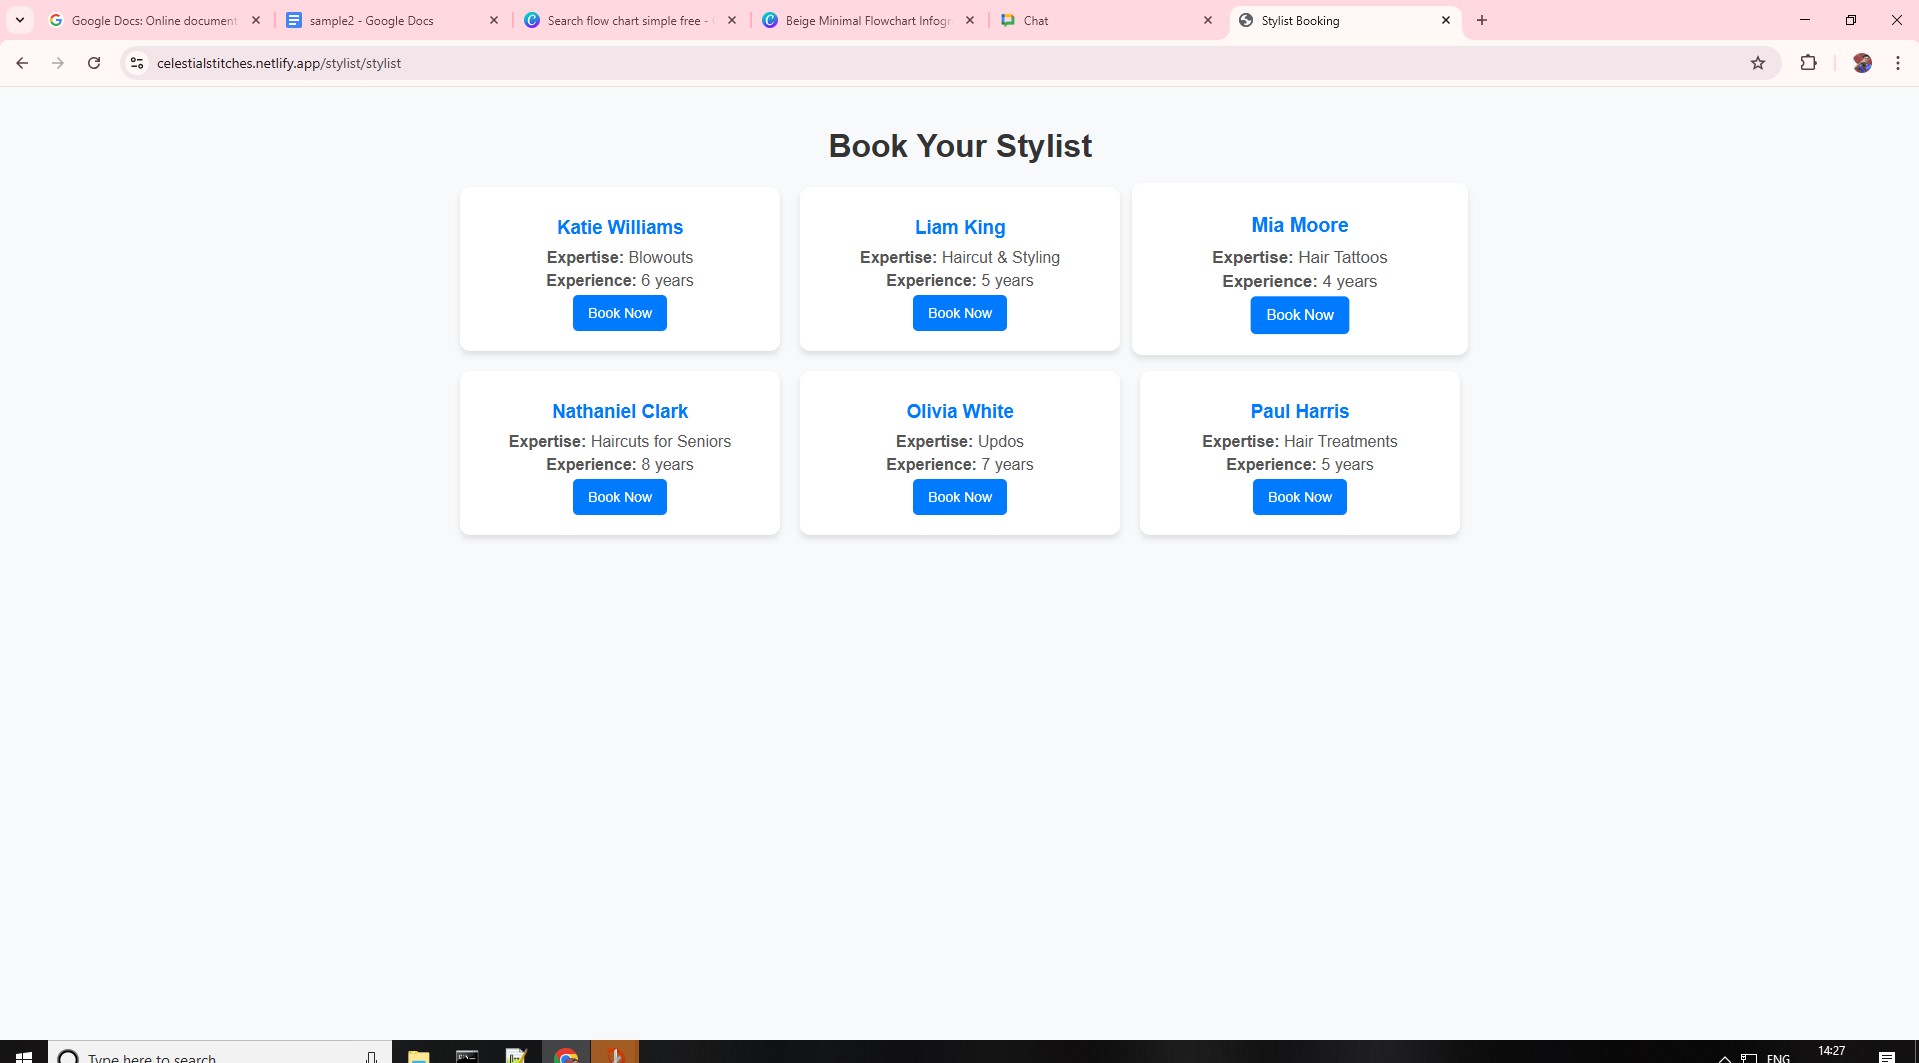 Google Docs: Online document
sample2 - Google Docs
Search flow chart simple free -
Beige Minimal Flowchart Infogr
Chat
Stylist Booking
celestialstitches.netlify.app/stylist/stylist
Book Your Stylist
Katie Williams
Expertise: Blowouts
Experience: 6 years
Book Now
Liam King
Expertise: Haircut & Styling
Experience: 5 years
Book Now
Mia Moore
Expertise: Hair Tattoos
Experience: 4 years
Book Now
Nathaniel Clark
Expertise: Haircuts for Seniors
Experience: 8 years
Book Now
Olivia White
Expertise: Updos
Experience: 7 years
Book Now
Paul Harris
Expertise: Hair Treatments
Experience: 5 years
Book Now
Type here to search
ENG
14:27